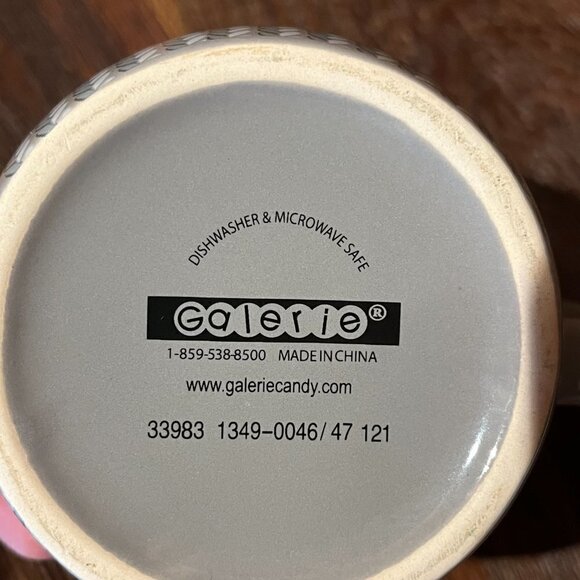 DISHWASHER & MICROWAVE SAFE
Galerie®
1-859-538-8500 MADE IN CHINA
www.galeriecandy.com
33983 1349-0046/47 121